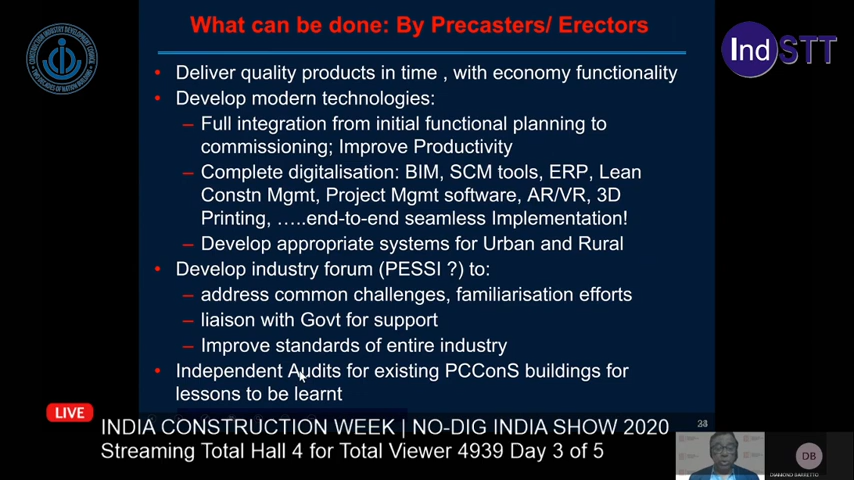 What can be done: By Precasters/ Erectors
IndSTT
• Deliver quality products in time , with economy functionality
• Develop modern technologies:
– Full integration from initial functional planning to
commissioning; Improve Productivity
– Complete digitalisation: BIM, SCM tools, ERP, Lean
Constn Mgmt, Project Mgmt software, AR/VR, 3D
Printing, …..end-to-end seamless Implementation!
– Develop appropriate systems for Urban and Rural
• Develop industry forum (PESSI ?) to:
– address common challenges, familiarisation efforts
– liaison with Govt for support
– Improve standards of entire industry
• Independent Audits for existing PCConS buildings for
lessons to be learnt
LIVE
INDIA CONSTRUCTION WEEK | NO-DIG INDIA SHOW 2020
Streaming Total Hall 4 for Total Viewer 4939 Day 3 of 5
DB
DIAMOND BARRETTO